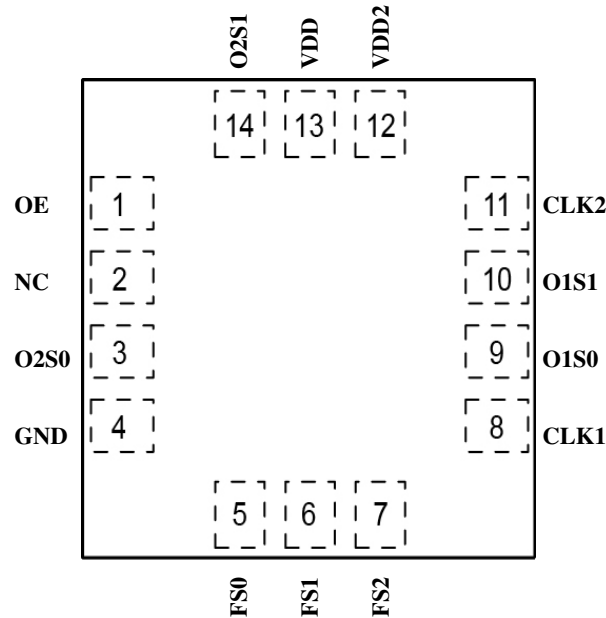 O2S1 VDD VDD2
14 13 12
OE 1 11 CLK2
NC 2 10 O1S1
O2S0 3 9 O1S0
GND 4 8 CLK1
5 6 7
FS0 FS1 FS2